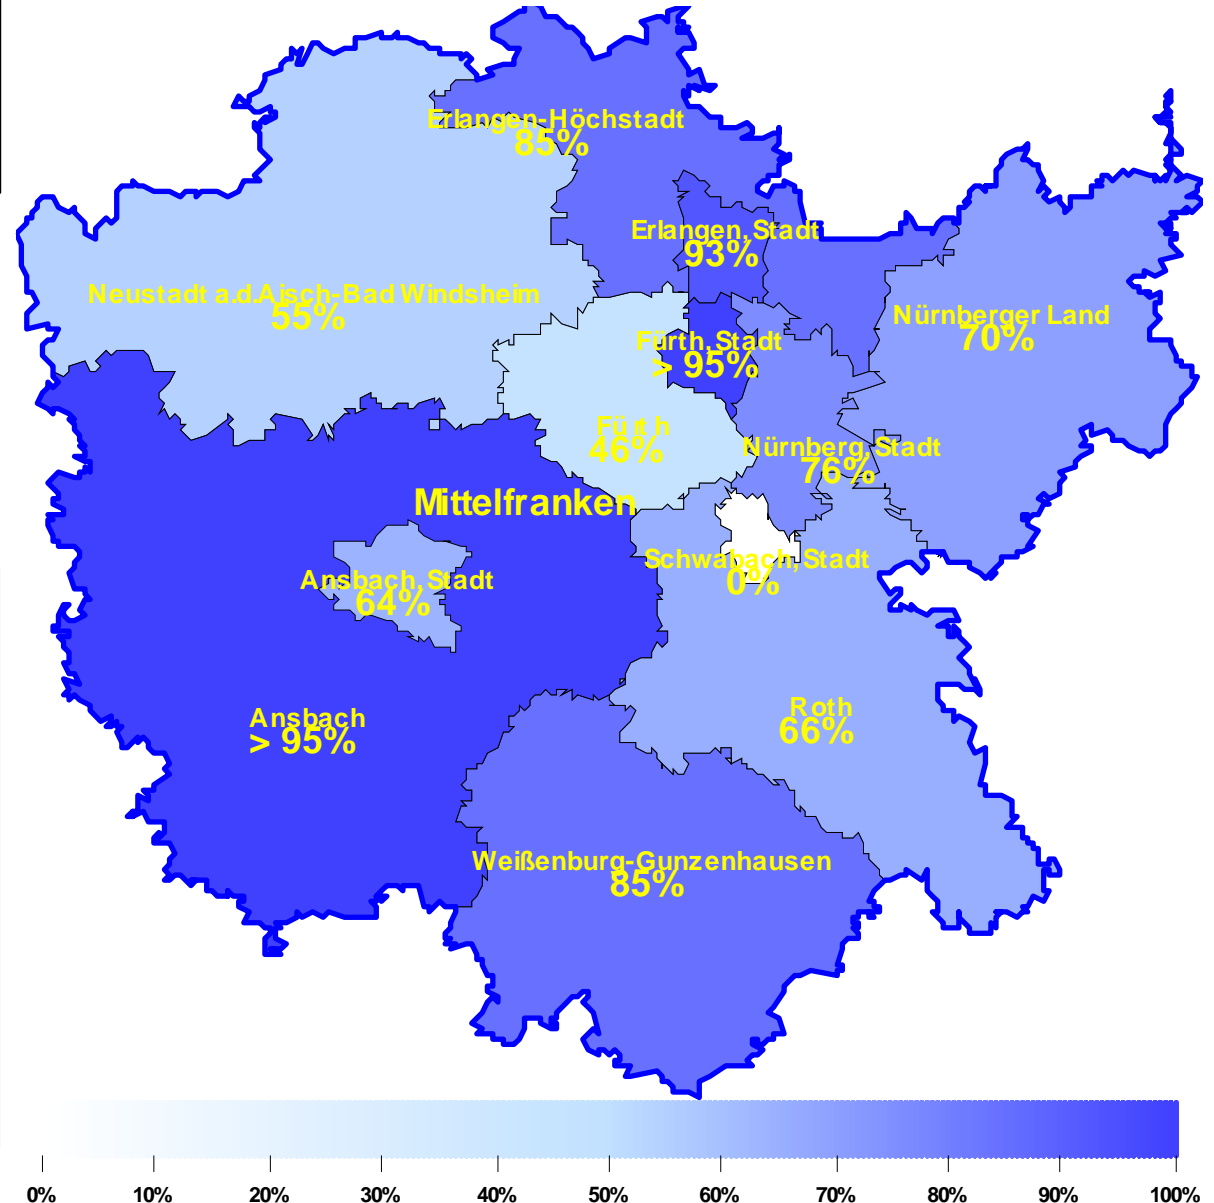 Erlangen-Höchstadt
85%
Erlangen, Stadt
93%
Neustadt a.d.Aisch-Bad Windsheim
55%
Nürnberger Land
70%
Fürth, Stadt
> 95%
Fürth
46%
Nürnberg, Stadt
76%
Mittelfranken
Schwabach, Stadt
0%
Ansbach, Stadt
64%
Roth
66%
Ansbach
> 95%
Weißenburg-Gunzenhausen
85%
0% 10% 20% 30% 40% 50% 60% 70% 80% 90% 100%